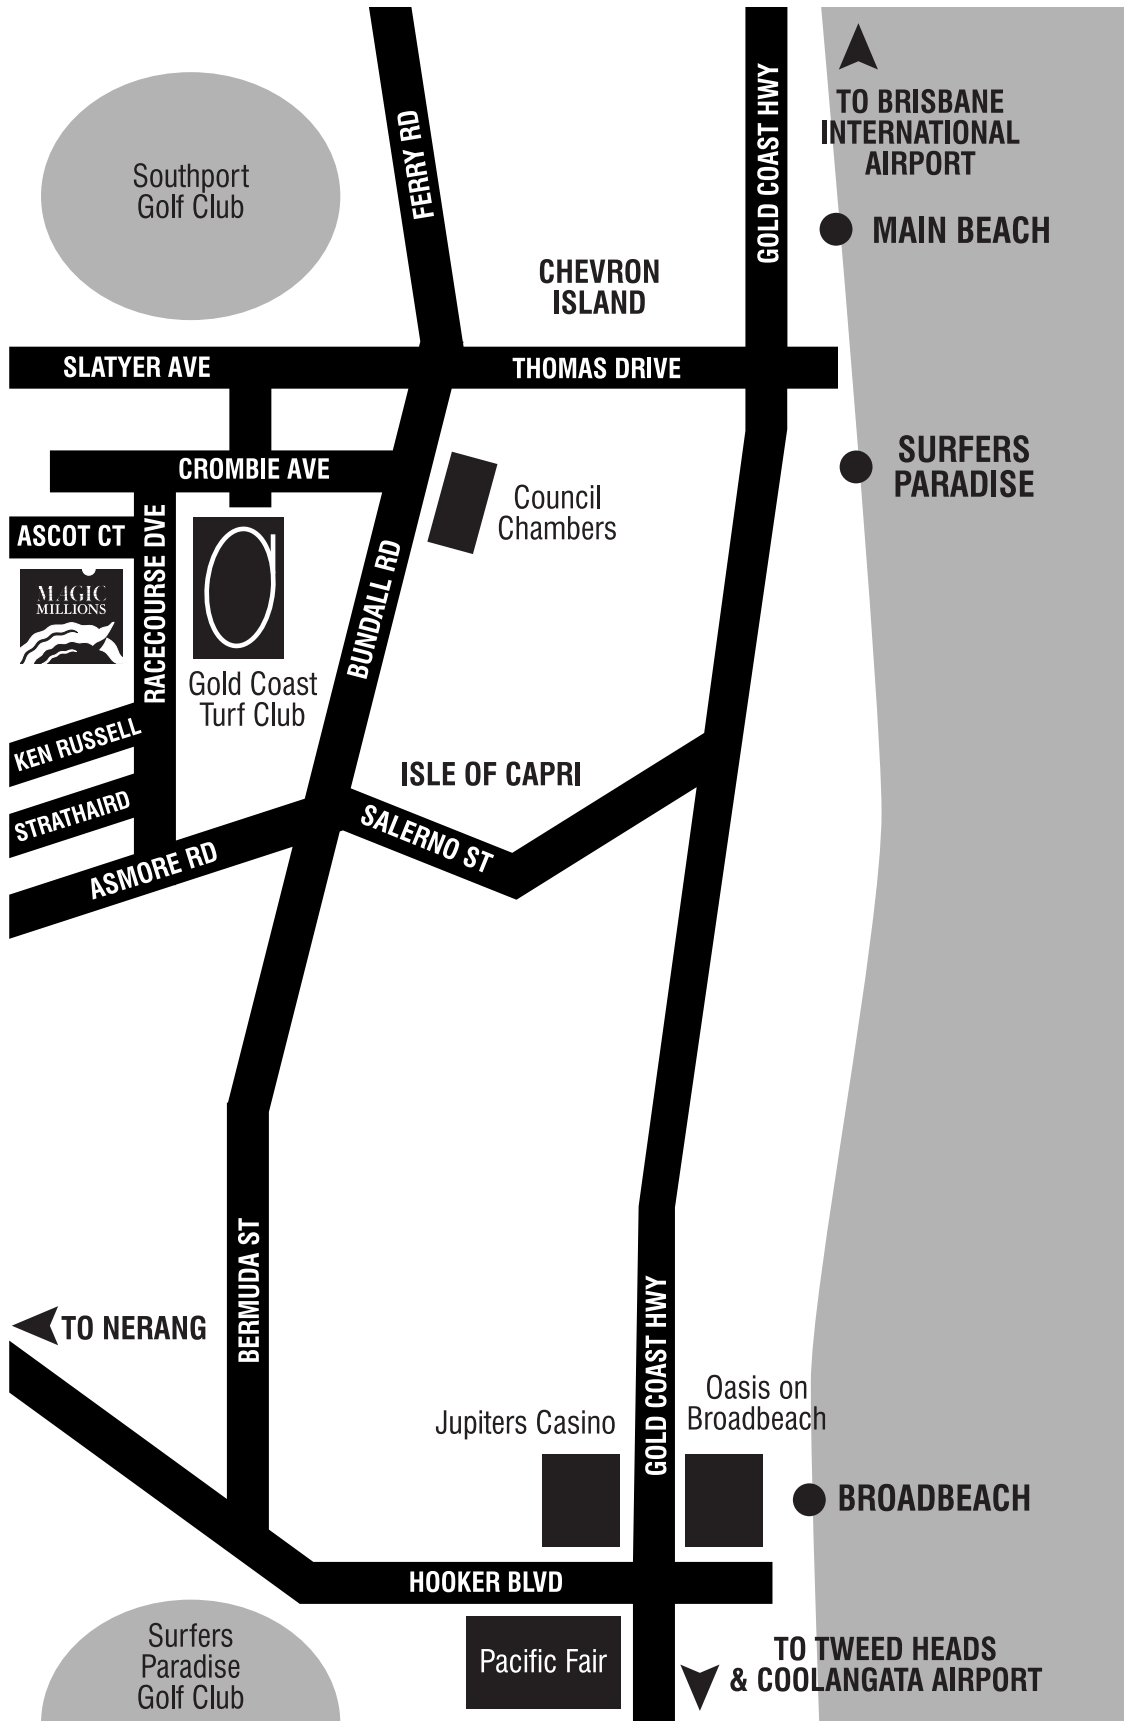 TO BRISBANE
INTERNATIONAL
AIRPORT
GOLD COAST HWY
FERRY RD
Southport
Golf Club
MAIN BEACH
CHEVRON
ISLAND
SLATYER AVE
THOMAS DRIVE
CROMBIE AVE
SURFERS
PARADISE
Council
Chambers
ASCOT CT
RACECOURSE DVE
BUNDALL RD
MAGIC
MILLIONS
Gold Coast
Turf Club
KEN RUSSELL
ISLE OF CAPRI
STRATHAIRD
SALERNO ST
ASMORE RD
BERMUDA ST
TO NERANG
GOLD COAST HWY
Oasis on
Broadbeach
Jupiters Casino
BROADBEACH
HOOKER BLVD
Surfers
Paradise
Golf Club
Pacific Fair
TO TWEED HEADS
& COOLANGATA AIRPORT